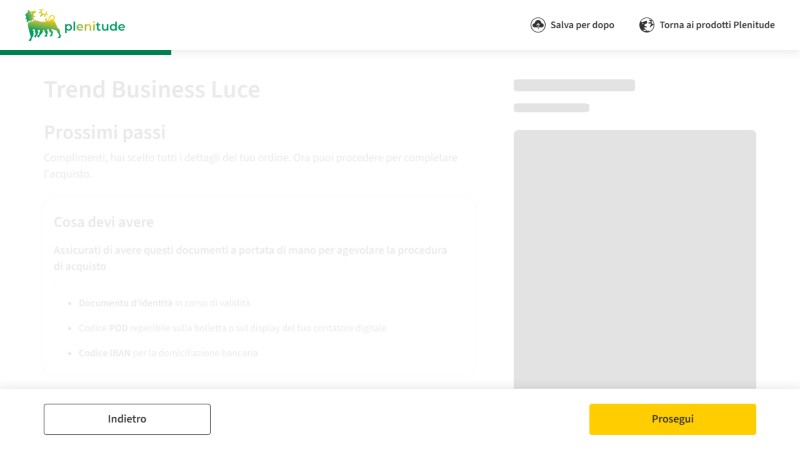 plenitude
Salva per dopo
Torna ai prodotti Plenitude
Trend Business Luce
Prossimi passi
Complimenti, hai scelto tutti i dettagli del tuo ordine. Ora puoi procedere per completare
l'acquisto.
Cosa devi avere
Assicurati di avere questi documenti a portata di mano per agevolare la procedura
di acquisto
Documento d'identità in corso di validità
Codice POD reperibile sulla bolletta o sul display del tuo contatore digitale
Codice IBAN per la domiciliazione bancaria
Indietro
Prosegui